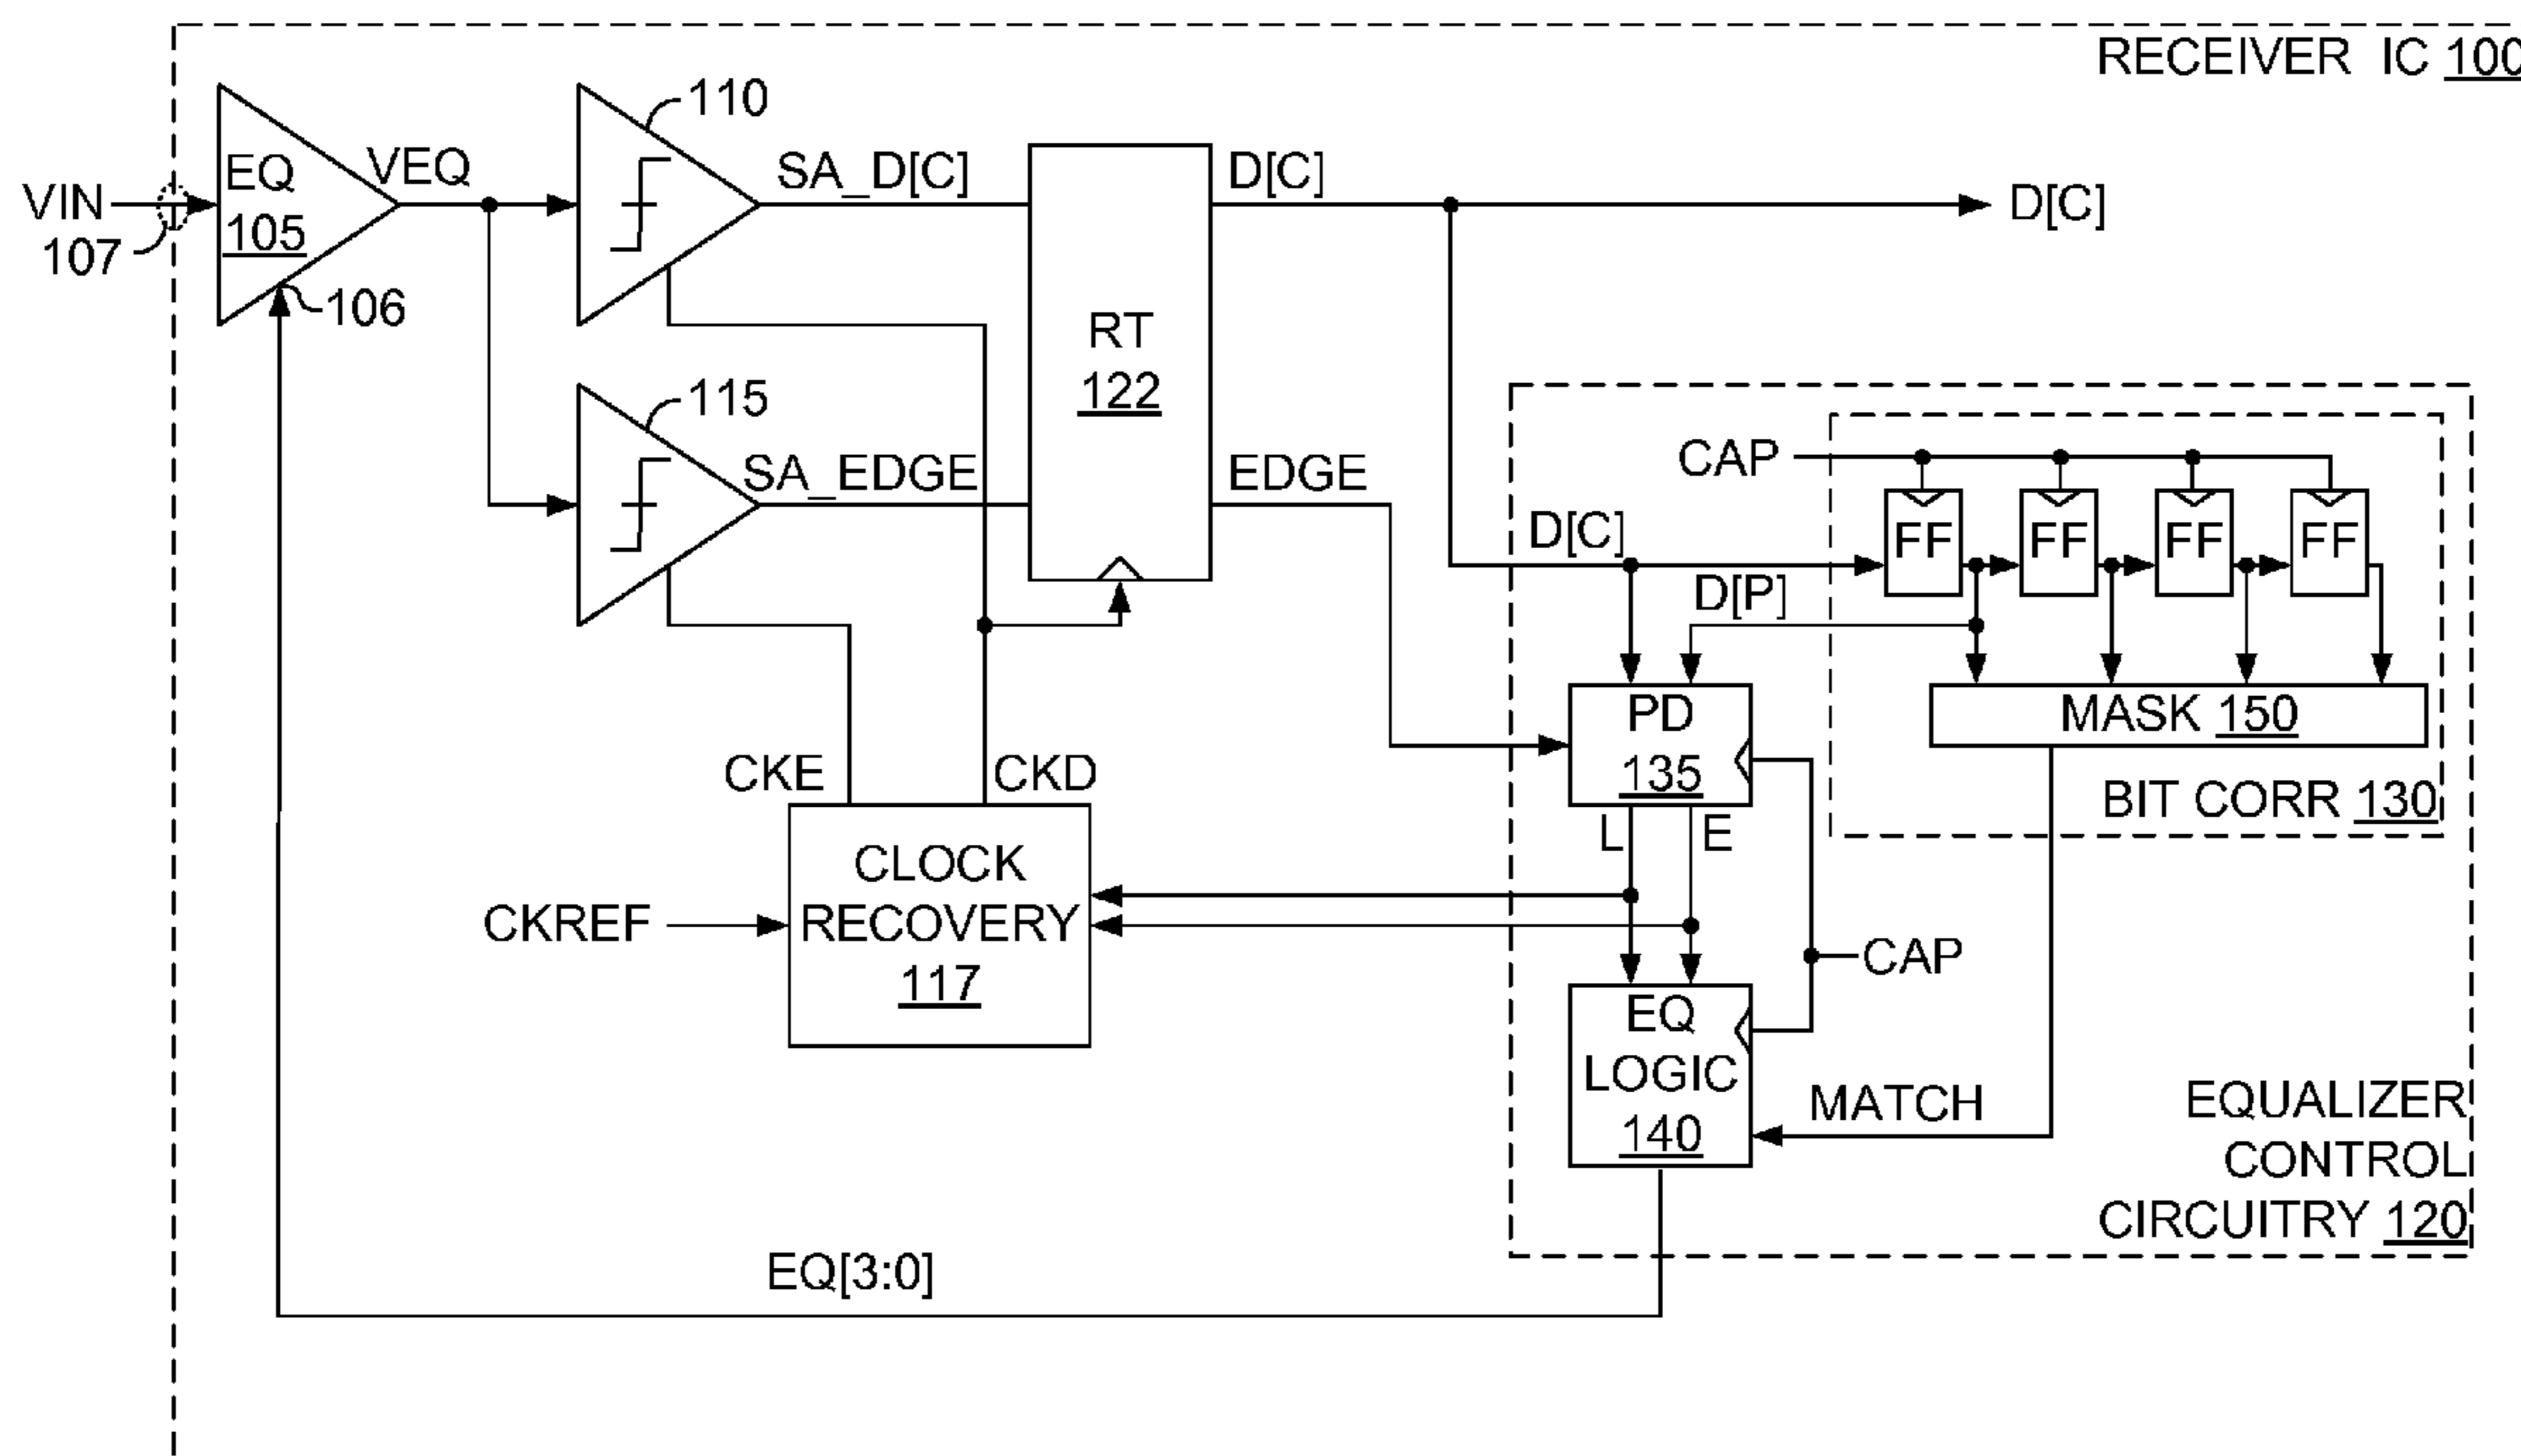 RECEIVER IC 100
110
VIN
EQ
105
VEQ
SA_D[C]
D[C]
D[C]
107
106
RT
122
115
SA_EDGE
EDGE
CAP
D[C]
FF
FF
FF
FF
D[P]
PD
135
MASK 150
BIT CORR 130
CKE
CKD
L
E
CLOCK
RECOVERY
117
CKREF
CAP
EQ
LOGIC
140
MATCH
EQUALIZER
CONTROL
CIRCUITRY 120
EQ[3:0]